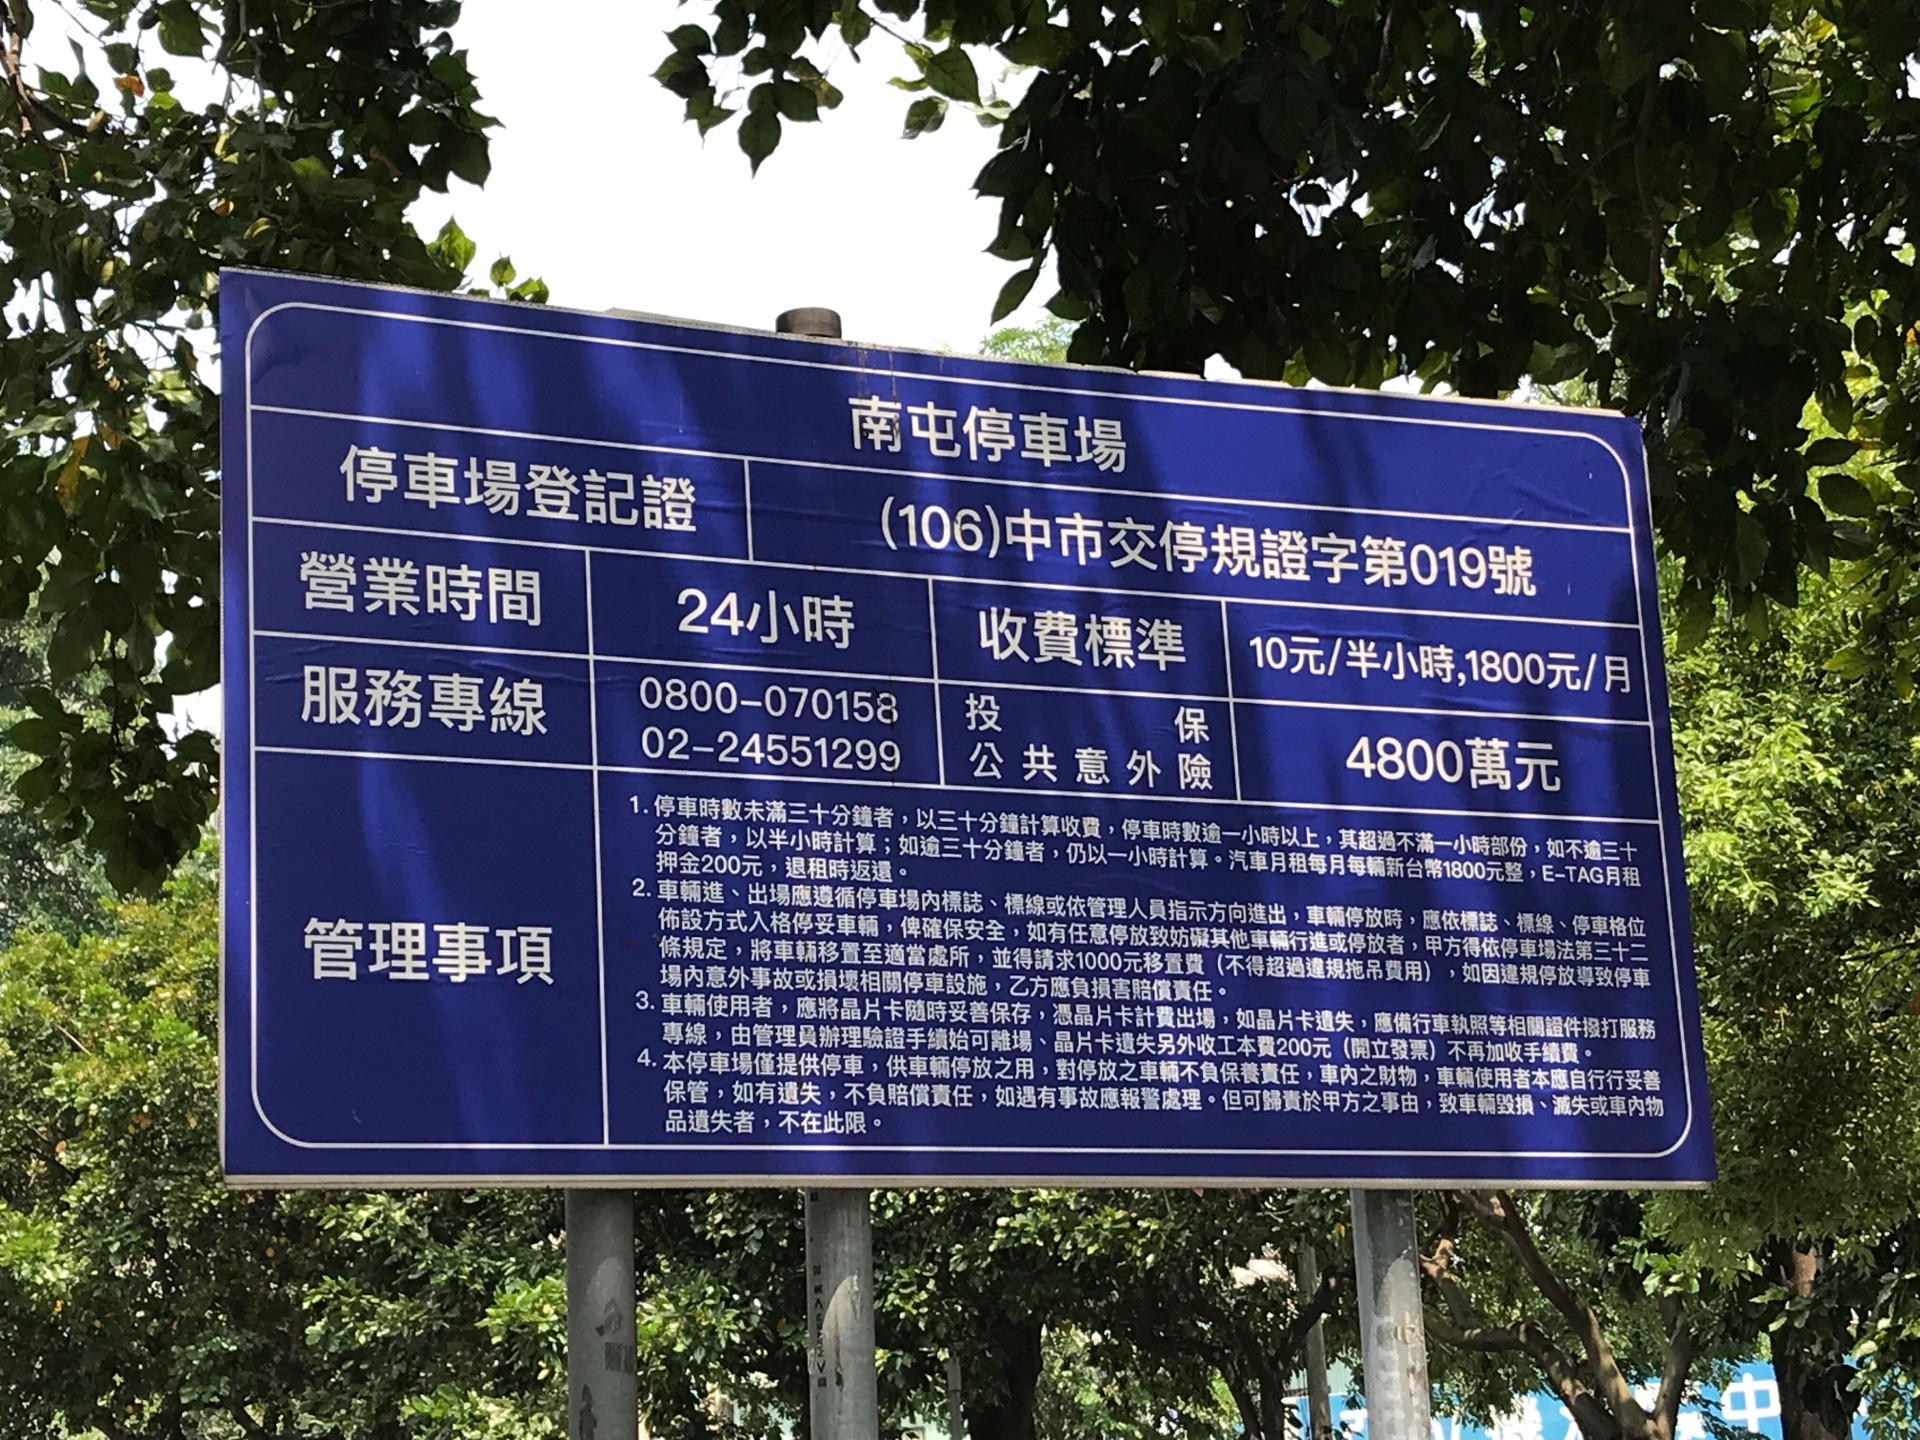 南屯停車場
停車場登記證
(106)中市交停規證字第019號
營業時間
24小時
收費標準
10元/半小時,1800元/月
服務專線
0800-070158
02-24551299
投 保
公共意外險
4800萬元
管理事項
1. 停車時數未滿三十分鐘者，以三十分鐘計算收費，停車時數逾一小時以上，其超過不滿一小時部份，如不逾三十
分鐘者，以半小時計算；如逾三十分鐘者，仍以一小時計算。汽車月租每月每輛新台幣1800元整，E-TAG月租
押金200元，退租時返還。
2. 車輛進、出場應遵循停車場內標誌、標線或依管理人員指示方向進出，車輛停放時，應依標誌、標線、停車格位
佈設方式入格停妥車輛，俾確保安全，如有任意停放致妨礙其他車輛行進或停放者，甲方得依停車場法第三十二
條規定，將車輛移置至適當處所，並得請求1000元移置費（不得超過違規拖吊費用），如因違規停放導致停車
場內意外事故或損壞相關停車設施，乙方應負損害賠償責任。
3. 車輛使用者，應將晶片卡隨時妥善保存，憑晶片卡計費出場，如晶片卡遺失，應備行車執照等相關證件撥打服務
專線，由管理員辦理驗證手續始可離場、晶片卡遺失另外收工本費200元（開立發票）不再加收手續費。
4. 本停車場僅提供停車，供車輛停放之用，對停放之車輛不負保養責任，車內之財物，車輛使用者本應自行行妥善
保管，如有遺失，不負賠償責任，如遇有事故應報警處理。但可歸責於甲方之事由，致車輛毀損、滅失或車內物
品遺失者，不在此限。
中